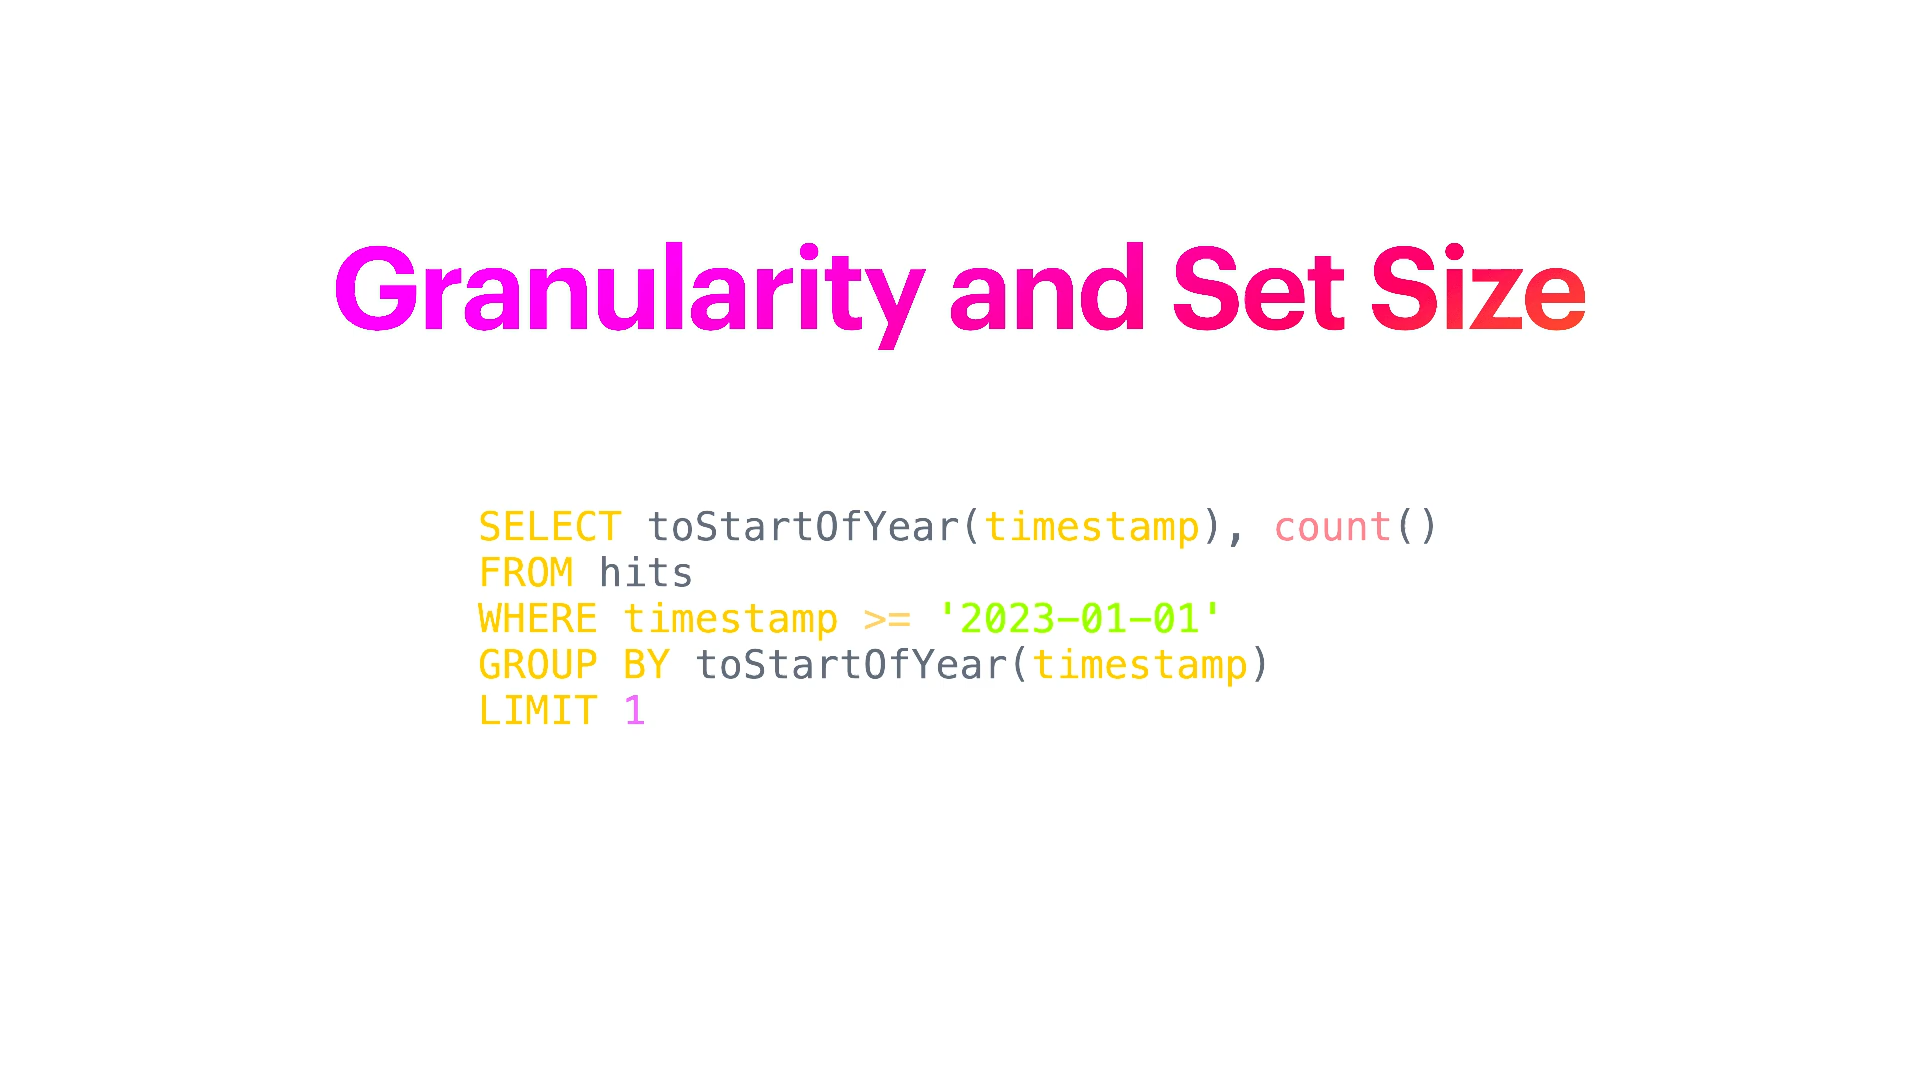 Granularity and Set Size
SELECT toStartOfYear(timestamp), count()
FROM hits
WHERE timestamp >= '2023-01-01'
GROUP BY toStartOfYear(timestamp)
LIMIT 1